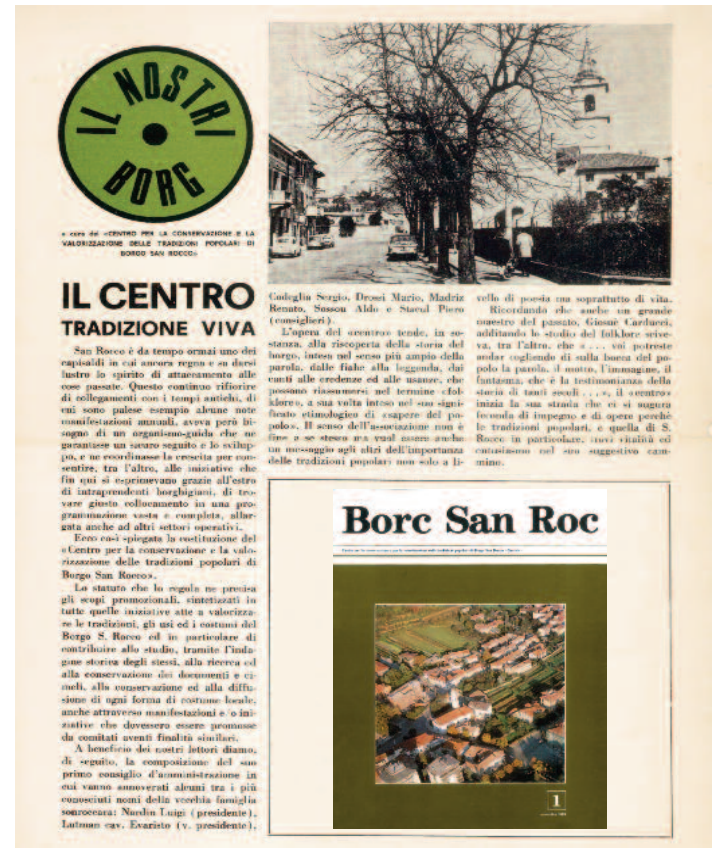 IL NOSTRI
BORG
a cura del «CENTRO PER LA CONSERVAZIONE E LA
VALORIZZAZIONE DELLE TRADIZIONI POPOLARI DI
BORGO SAN ROCCO»
IL CENTRO
TRADIZIONE VIVA
San Rocco è da tempo ormai uno dei
capisaldi in cui ancora regna e su darsi
lustro lo spirito di attaccamento alle
cose passate. Questo continuo rifiorire
di collegamenti con i tempi antichi, di
cui sono palese esempio alcune note
manifestazioni annuali, aveva però bi-
sogno di un organismo-guida che ne
garantisse un sicuro seguito e lo svilup-
po, e ne coordinasse la crescita per con-
sentire, tra l'altro, alle iniziative che
fin qui si esprimevano grazie all'estro
di intraprendenti borghigiani, di tro-
vare giusto collocamento in una pro-
grammazione vasta e completa, allar-
gata anche ad altri settori operativi.
Ecco così spiegata la costituzione del
«Centro per la conservazione e la valo-
rizzazione delle tradizioni popolari di
Borgo San Rocco».
Lo statuto che lo regola ne precisa
gli scopi promozionali, sintetizzati in
tutte quelle iniziative atte a valorizza-
re le tradizioni, gli usi ed i costumi del
Borgo S. Rocco ed in particolare di
contribuire allo studio, tramite l'inda-
gine storica degli stessi, alla ricerca ed
alla conservazione dei documenti e ci-
meli, alla conservazione ed alla diffu-
sione di ogni forma di costume locale,
anche attraverso manifestazioni e/o ini-
ziative che dovessero essere promosse
da comitati aventi finalità similari.
A beneficio dei nostri lettori diamo,
di seguito, la composizione del suo
primo consiglio d'amministrazione in
cui vanno annoverati alcuni tra i più
conosciuti nomi della vecchia famiglia
sanroccara: Nardin Luigi (presidente),
Lutman cav. Evaristo (v. presidente),
Codeglia Sergio, Drossi Mario, Madriz
Renato, Sossou Aldo e Stacul Piero
(consiglieri).
L'opera del «centro» tende, in so-
stanza, alla riscoperta della storia del
borgo, intesa nel senso più ampio della
parola, dalle fiabe alla leggenda, dai
canti alle credenze ed alle usanze, che
possono riassumersi nel termine «fol-
klore», a sua volta inteso nel suo signi-
ficato etimologico di «sapere del po-
polo». Il senso dell'associazione non è
fine a se stesso ma vuol essere anche
un messaggio agli altri dell'importanza
delle tradizioni popolari non solo a li-
vello di poesia ma soprattutto di vita.
Ricordando che anche un grande
maestro del passato, Giosuè Carducci,
additando lo studio del folklore scive-
va, tra l'altro, che « . . . voi potreste
andar cogliendo di sulla bocca del po-
polo la parola, il motto, l'immagine, il
fantasma, che è la testimonianza della
storia di tanti secoli . . . », il «centro»
inizia la sua strada che ci si augura
feconda di impegno e di opere perchè
le tradizioni popolari, e quella di S.
Rocco in particolare, trovi vitalità ed
entusiasmo nel suo suggestivo cam-
mino.
Borc San Roc
1